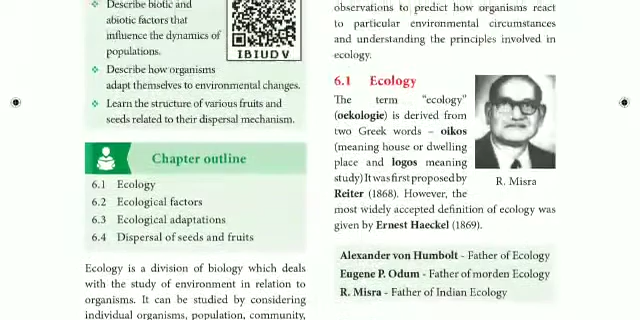 Describe biotic and
abiotic factors that
influence the dynamics of
populations.
Describe how organisms
adapt themselves to environmental changes.
Learn the structure of various fruits and
seeds related to their dispersal mechanism.
IBIUDV
Chapter outline
6.1 Ecology
6.2 Ecological factors
6.3 Ecological adaptations
6.4 Dispersal of seeds and fruits
Ecology is a division of biology which deals
with the study of environment in relation to
organisms. It can be studied by considering
individual organisms, population, community,
observations to predict how organisms react
to particular environmental circumstances
and understanding the principles involved in
ecology.
6.1 Ecology
The term “ecology”
(oekologie) is derived from
two Greek words – oikos
(meaning house or dwelling
place and logos meaning
study) It was first proposed by
Reiter (1868). However, the
most widely accepted definition of ecology was
given by Ernest Haeckel (1869).
R. Misra
Alexander von Humbolt - Father of Ecology
Eugene P. Odum - Father of morden Ecology
R. Misra - Father of Indian Ecology